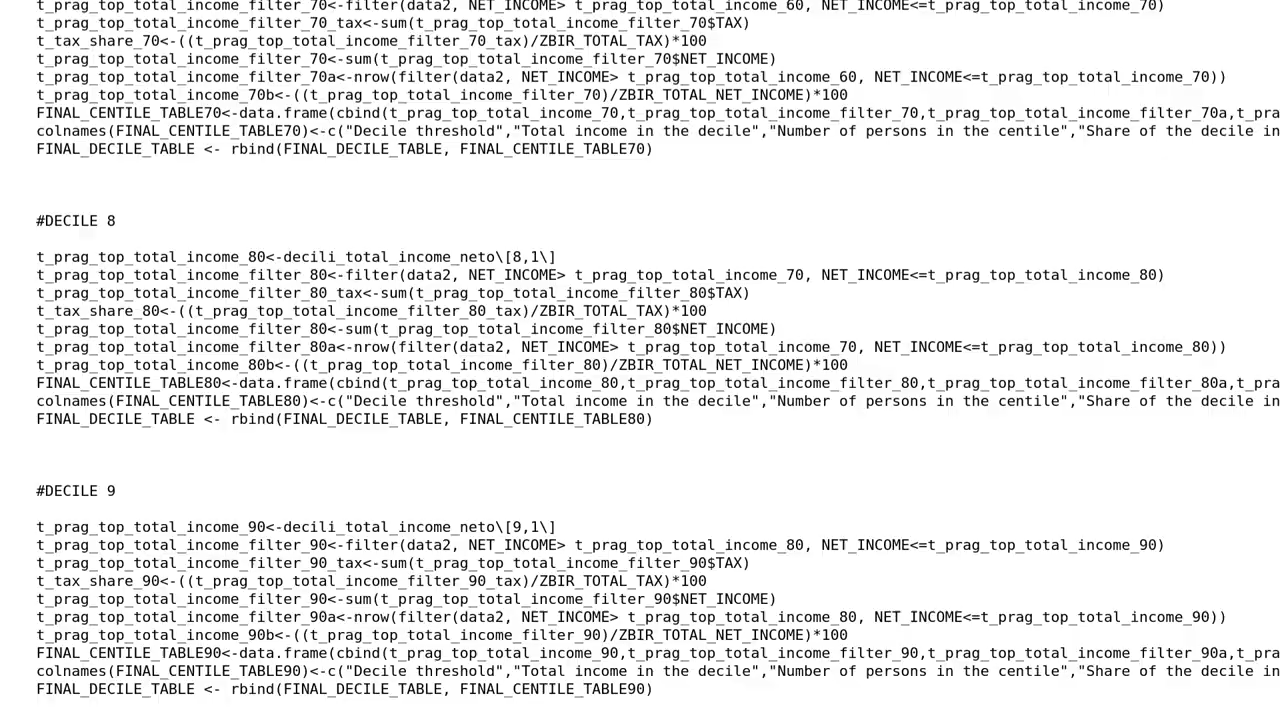 t_prag_top_total_income_filter_70<-filter(data2, NET_INCOME> t_prag_top_total_income_60, NET_INCOME<=t_prag_top_total_income_70)
t_prag_top_total_income_filter_70_tax<-sum(t_prag_top_total_income_filter_70$TAX)
t_tax_share_70<-((t_prag_top_total_income_filter_70_tax)/ZBIR_TOTAL_TAX)*100
t_prag_top_total_income_filter_70<-sum(t_prag_top_total_income_filter_70$NET_INCOME)
t_prag_top_total_income_filter_70a<-nrow(filter(data2, NET_INCOME> t_prag_top_total_income_60, NET_INCOME<=t_prag_top_total_income_70))
t_prag_top_total_income_70b<-((t_prag_top_total_income_filter_70)/ZBIR_TOTAL_NET_INCOME)*100
FINAL_CENTILE_TABLE70<-data.frame(cbind(t_prag_top_total_income_70,t_prag_top_total_income_filter_70,t_prag_top_total_income_filter_70a,t_pra
colnames(FINAL_CENTILE_TABLE70)<-c("Decile threshold","Total income in the decile","Number of persons in the centile","Share of the decile in
FINAL_DECILE_TABLE <- rbind(FINAL_DECILE_TABLE, FINAL_CENTILE_TABLE70)
#DECILE 8
t_prag_top_total_income_80<-decili_total_income_neto\[8,1\]
t_prag_top_total_income_filter_80<-filter(data2, NET_INCOME> t_prag_top_total_income_70, NET_INCOME<=t_prag_top_total_income_80)
t_prag_top_total_income_filter_80_tax<-sum(t_prag_top_total_income_filter_80$TAX)
t_tax_share_80<-((t_prag_top_total_income_filter_80_tax)/ZBIR_TOTAL_TAX)*100
t_prag_top_total_income_filter_80<-sum(t_prag_top_total_income_filter_80$NET_INCOME)
t_prag_top_total_income_filter_80a<-nrow(filter(data2, NET_INCOME> t_prag_top_total_income_70, NET_INCOME<=t_prag_top_total_income_80))
t_prag_top_total_income_80b<-((t_prag_top_total_income_filter_80)/ZBIR_TOTAL_NET_INCOME)*100
FINAL_CENTILE_TABLE80<-data.frame(cbind(t_prag_top_total_income_80,t_prag_top_total_income_filter_80,t_prag_top_total_income_filter_80a,t_pra
colnames(FINAL_CENTILE_TABLE80)<-c("Decile threshold","Total income in the decile","Number of persons in the centile","Share of the decile in
FINAL_DECILE_TABLE <- rbind(FINAL_DECILE_TABLE, FINAL_CENTILE_TABLE80)
#DECILE 9
t_prag_top_total_income_90<-decili_total_income_neto\[9,1\]
t_prag_top_total_income_filter_90<-filter(data2, NET_INCOME> t_prag_top_total_income_80, NET_INCOME<=t_prag_top_total_income_90)
t_prag_top_total_income_filter_90_tax<-sum(t_prag_top_total_income_filter_90$TAX)
t_tax_share_90<-((t_prag_top_total_income_filter_90_tax)/ZBIR_TOTAL_TAX)*100
t_prag_top_total_income_filter_90<-sum(t_prag_top_total_income_filter_90$NET_INCOME)
t_prag_top_total_income_filter_90a<-nrow(filter(data2, NET_INCOME> t_prag_top_total_income_80, NET_INCOME<=t_prag_top_total_income_90))
t_prag_top_total_income_90b<-((t_prag_top_total_income_filter_90)/ZBIR_TOTAL_NET_INCOME)*100
FINAL_CENTILE_TABLE90<-data.frame(cbind(t_prag_top_total_income_90,t_prag_top_total_income_filter_90,t_prag_top_total_income_filter_90a,t_pra
colnames(FINAL_CENTILE_TABLE90)<-c("Decile threshold","Total income in the decile","Number of persons in the centile","Share of the decile in
FINAL_DECILE_TABLE <- rbind(FINAL_DECILE_TABLE, FINAL_CENTILE_TABLE90)